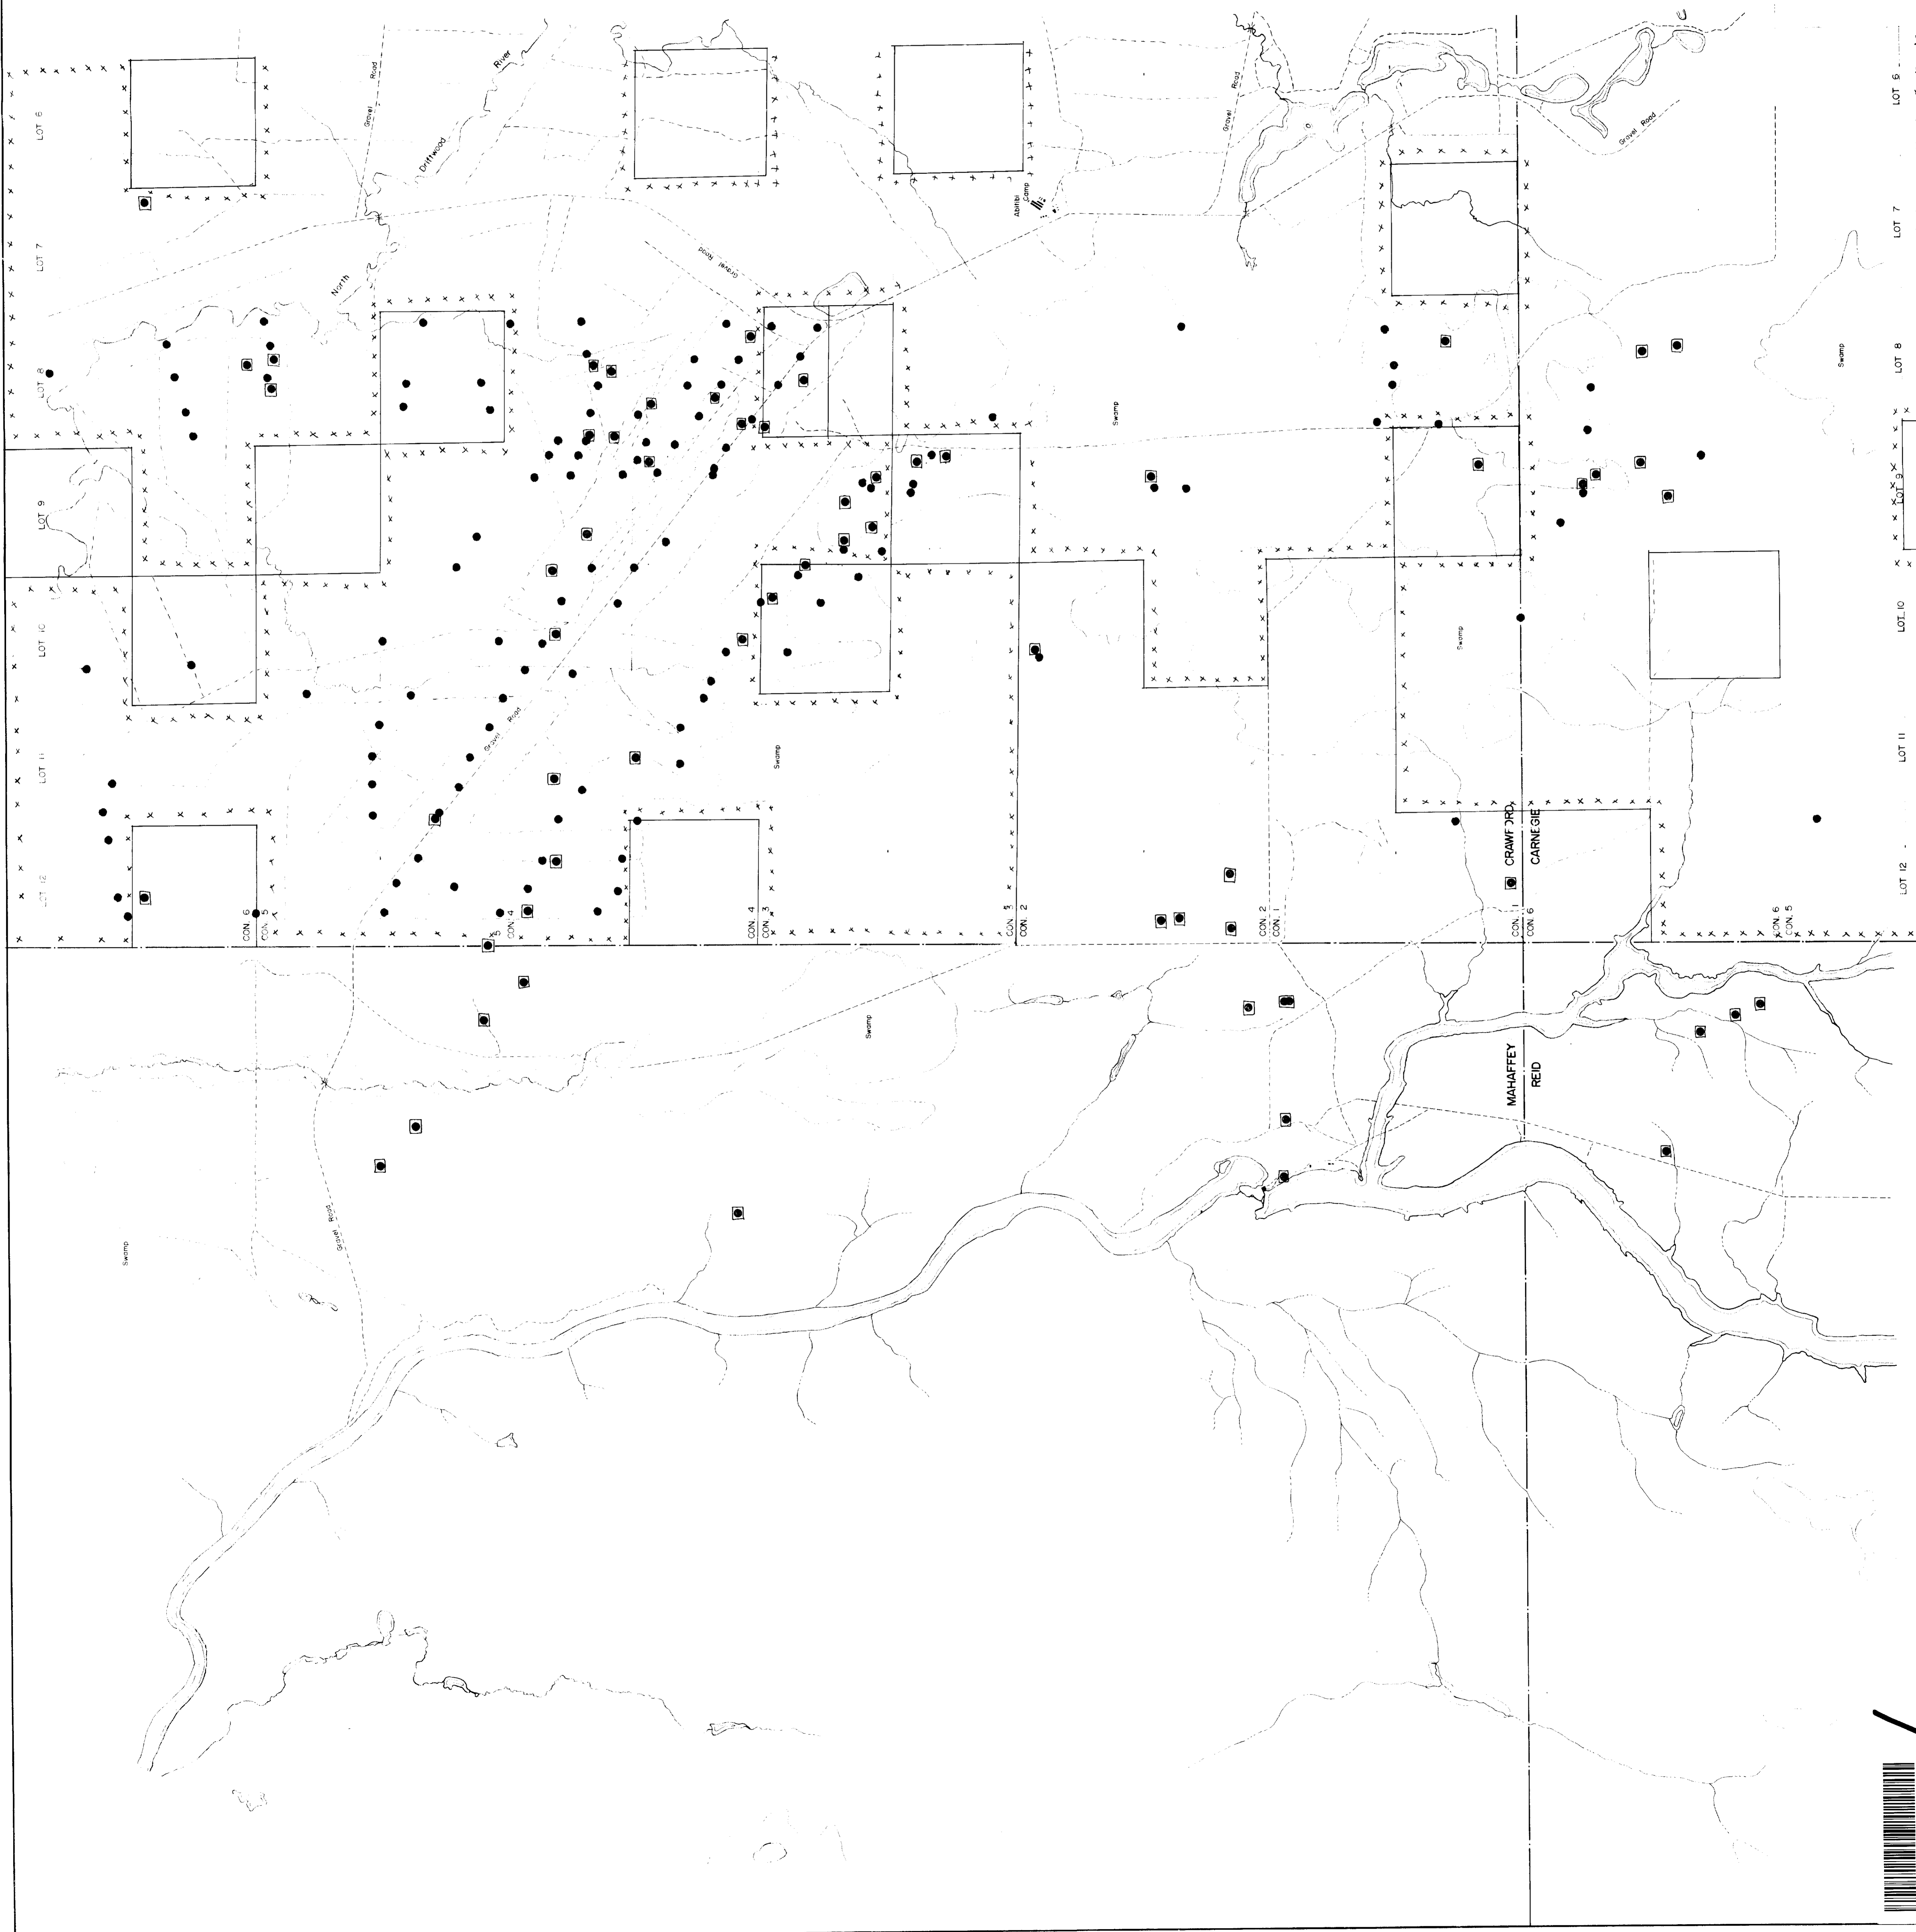 LOT 6
LOT 7
LOT 8
LOT 9
LOT 10
LOT 11
LOT 12
Gravel Road
North Driftwood River
Gravel Road
Abitibi Camp
Gravel Road
Gravel Road
Swamp
Swamp
Swamp
Swamp
Gravel Road
CON. 6
CON. 5
5
CON. 4
CON. 4
CON. 3
CON. 3
CON. 2
CON. 2
CON. 1
CON. 1
CON. 6
CON. 6
CON. 5
CRAWFORD
CARNEGIE
MAHAFFEY
REID
Swamp
Swamp
Gravel Road
LOT 6
LOT 7
LOT 8
LOT 9
LOT 10
LOT 11
LOT 12